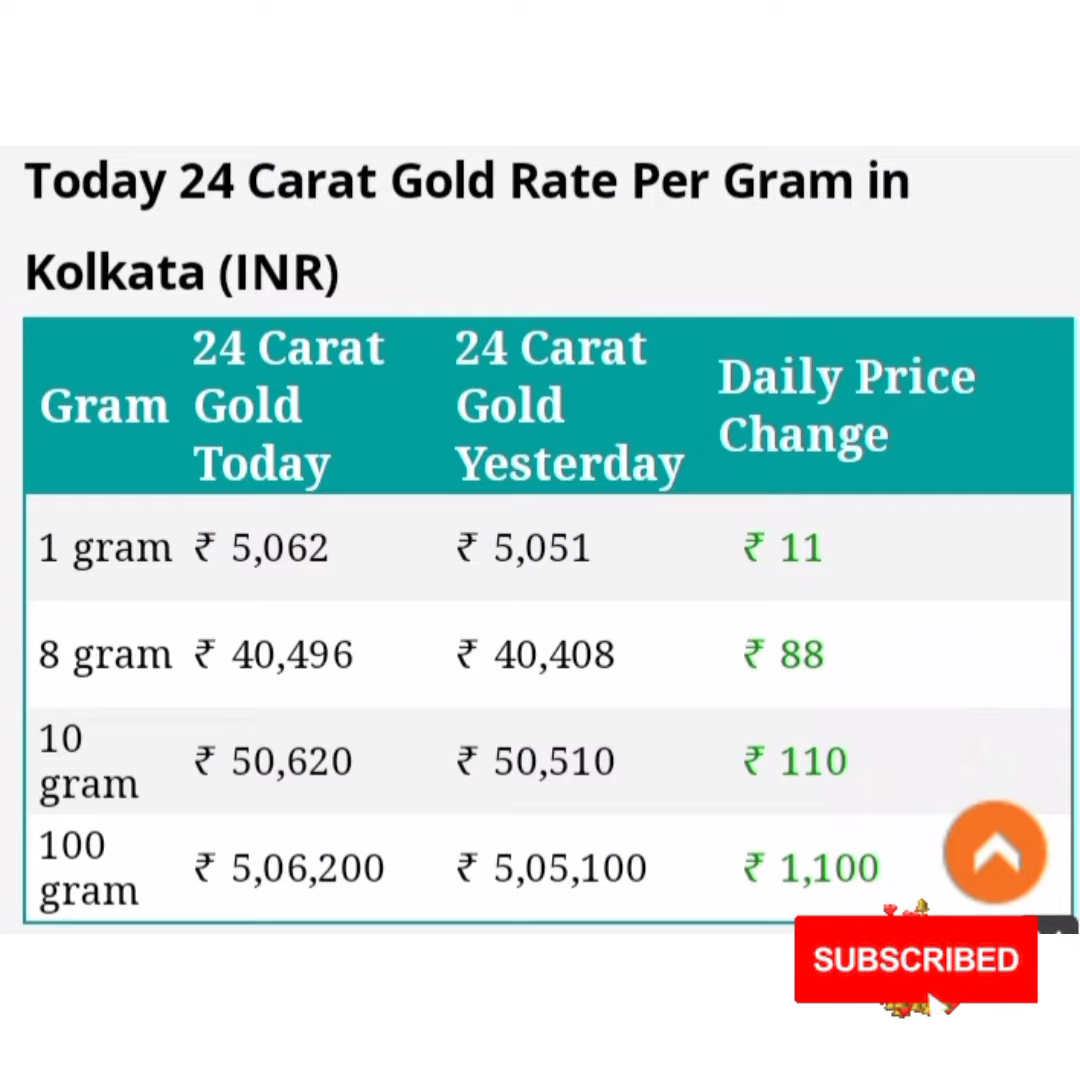 Today 24 Carat Gold Rate Per Gram in
Kolkata (INR)
Gram 24 Carat Gold Today 24 Carat Gold Yesterday Daily Price Change
1 gram ₹ 5,062 ₹ 5,051 ₹ 11
8 gram ₹ 40,496 ₹ 40,408 ₹ 88
10 gram ₹ 50,620 ₹ 50,510 ₹ 110
100 gram ₹ 5,06,200 ₹ 5,05,100 ₹ 1,100
SUBSCRIBED